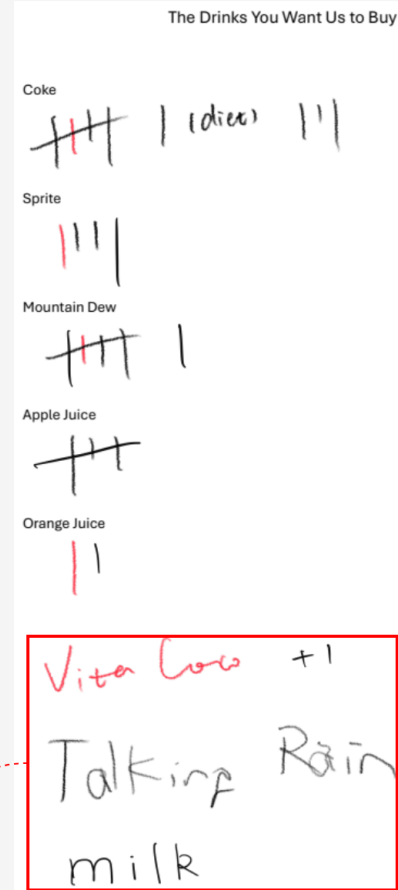 The Drinks You Want Us to Buy
Coke
(diet)
Sprite
Mountain Dew
Apple Juice
Orange Juice
Vita Coco +1
Talking Rain
milk